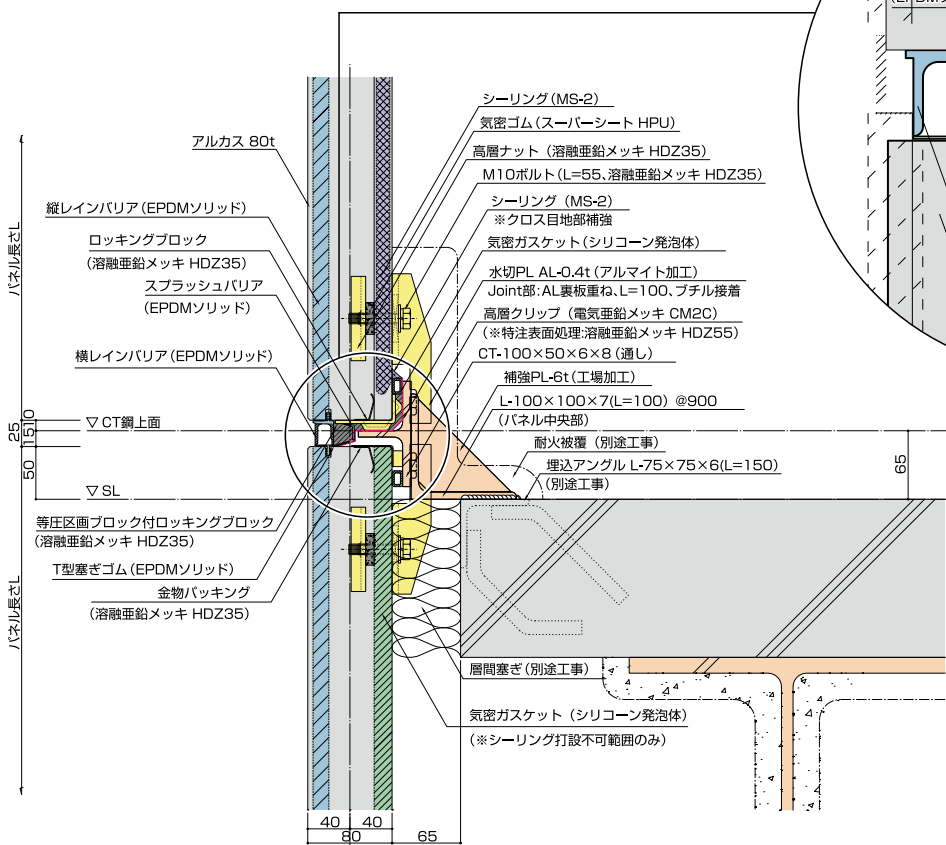 (EPDMソ
シーリング(MS-2)
気密ゴム(スーパーシート HPU)
高層ナット (溶融亜鉛メッキ HDZ35)
M10ボルト(L=55、溶融亜鉛メッキ HDZ35)
シーリング (MS-2)
※クロス目地部補強
気密ガスケット(シリコーン発泡体)
水切PL AL-0.4t(アルマイト加工)
Joint部:AL裏板重ね、L=100、ブチル接着
高層クリップ (電気亜鉛メッキ CM2C)
(※特注表面処理:溶融亜鉛メッキ HDZ55)
CT-100×50×6×8(通し)
補強PL-6t(工場加工)
L-100×100×7(L=100) @900
(パネル中央部)
耐火被覆 (別途工事)
埋込アングル L-75×75×6(L=150)
(別途工事)
アルカス 80t
縦レインバリア(EPDMソリッド)
ロッキングブロック
(溶融亜鉛メッキ HDZ35)
スプラッシュバリア
(EPDMソリッド)
横レインバリア(EPDMソリッド)
▽CT鋼上面
▽SL
等圧区画ブロック付ロッキングブロック
(溶融亜鉛メッキ HDZ35)
T型塞ぎゴム(EPDMソリッド)
金物パッキング
(溶融亜鉛メッキ HDZ35)
層間塞ぎ(別途工事)
気密ガスケット (シリコーン発泡体)
(※シーリング打設不可範囲のみ)
パネル長さL
10
15
25
50
パネル長さL
65
40
40
80
65